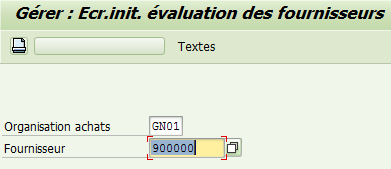 Gérer : Ecr.init. évaluation des fournisseurs
Textes
Organisation achats GN01
Fournisseur 900000